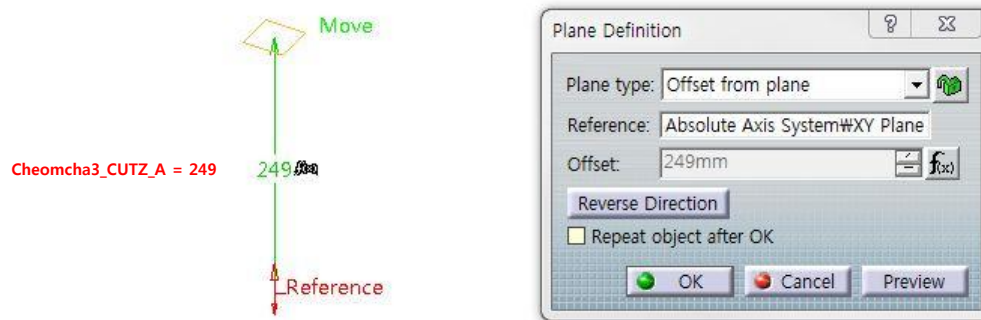 Move
Cheomcha3_CUTZ_A = 249
249 f(x)
Reference
Plane Definition
Plane type: Offset from plane
Reference: Absolute Axis System₩XY Plane
Offset: 249mm f(x)
Reverse Direction
Repeat object after OK
OK Cancel Preview